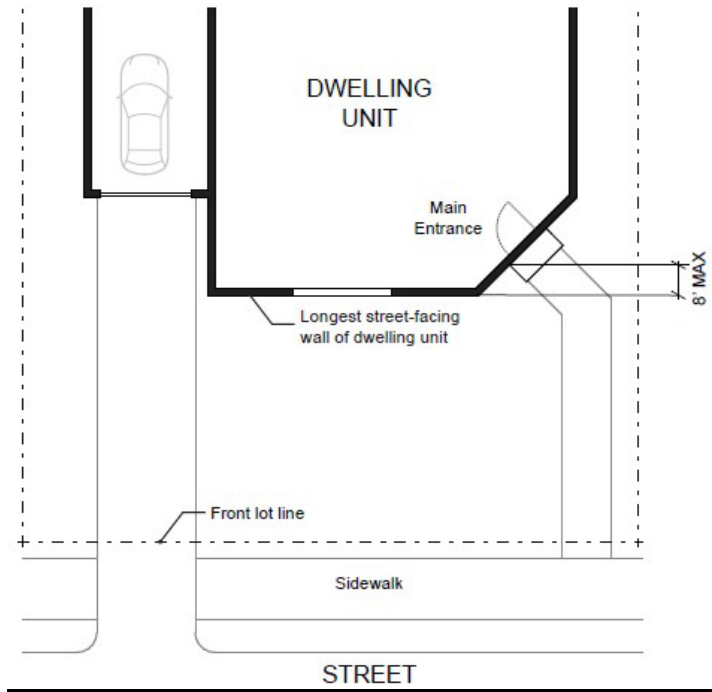 DWELLING
UNIT
Main
Entrance
8' MAX
Longest street-facing
wall of dwelling unit
Front lot line
Sidewalk
STREET